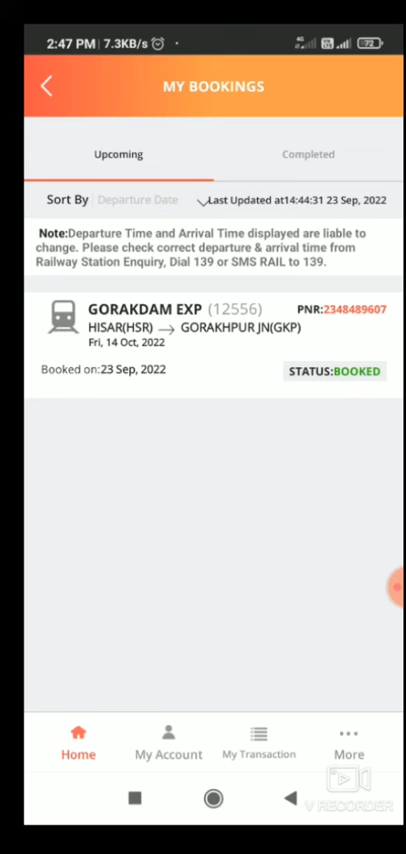 2:47 PM | 7.3KB/s
4G 72
MY BOOKINGS
Upcoming Completed
Sort By Departure Date Last Updated at14:44:31 23 Sep, 2022
Note:Departure Time and Arrival Time displayed are liable to
change. Please check correct departure & arrival time from
Railway Station Enquiry, Dial 139 or SMS RAIL to 139.
GORAKDAM EXP (12556) PNR:2348489607
HISAR(HSR) → GORAKHPUR JN(GKP)
Fri, 14 Oct, 2022
Booked on:23 Sep, 2022 STATUS:BOOKED
Home My Account My Transaction More
V RECORDER